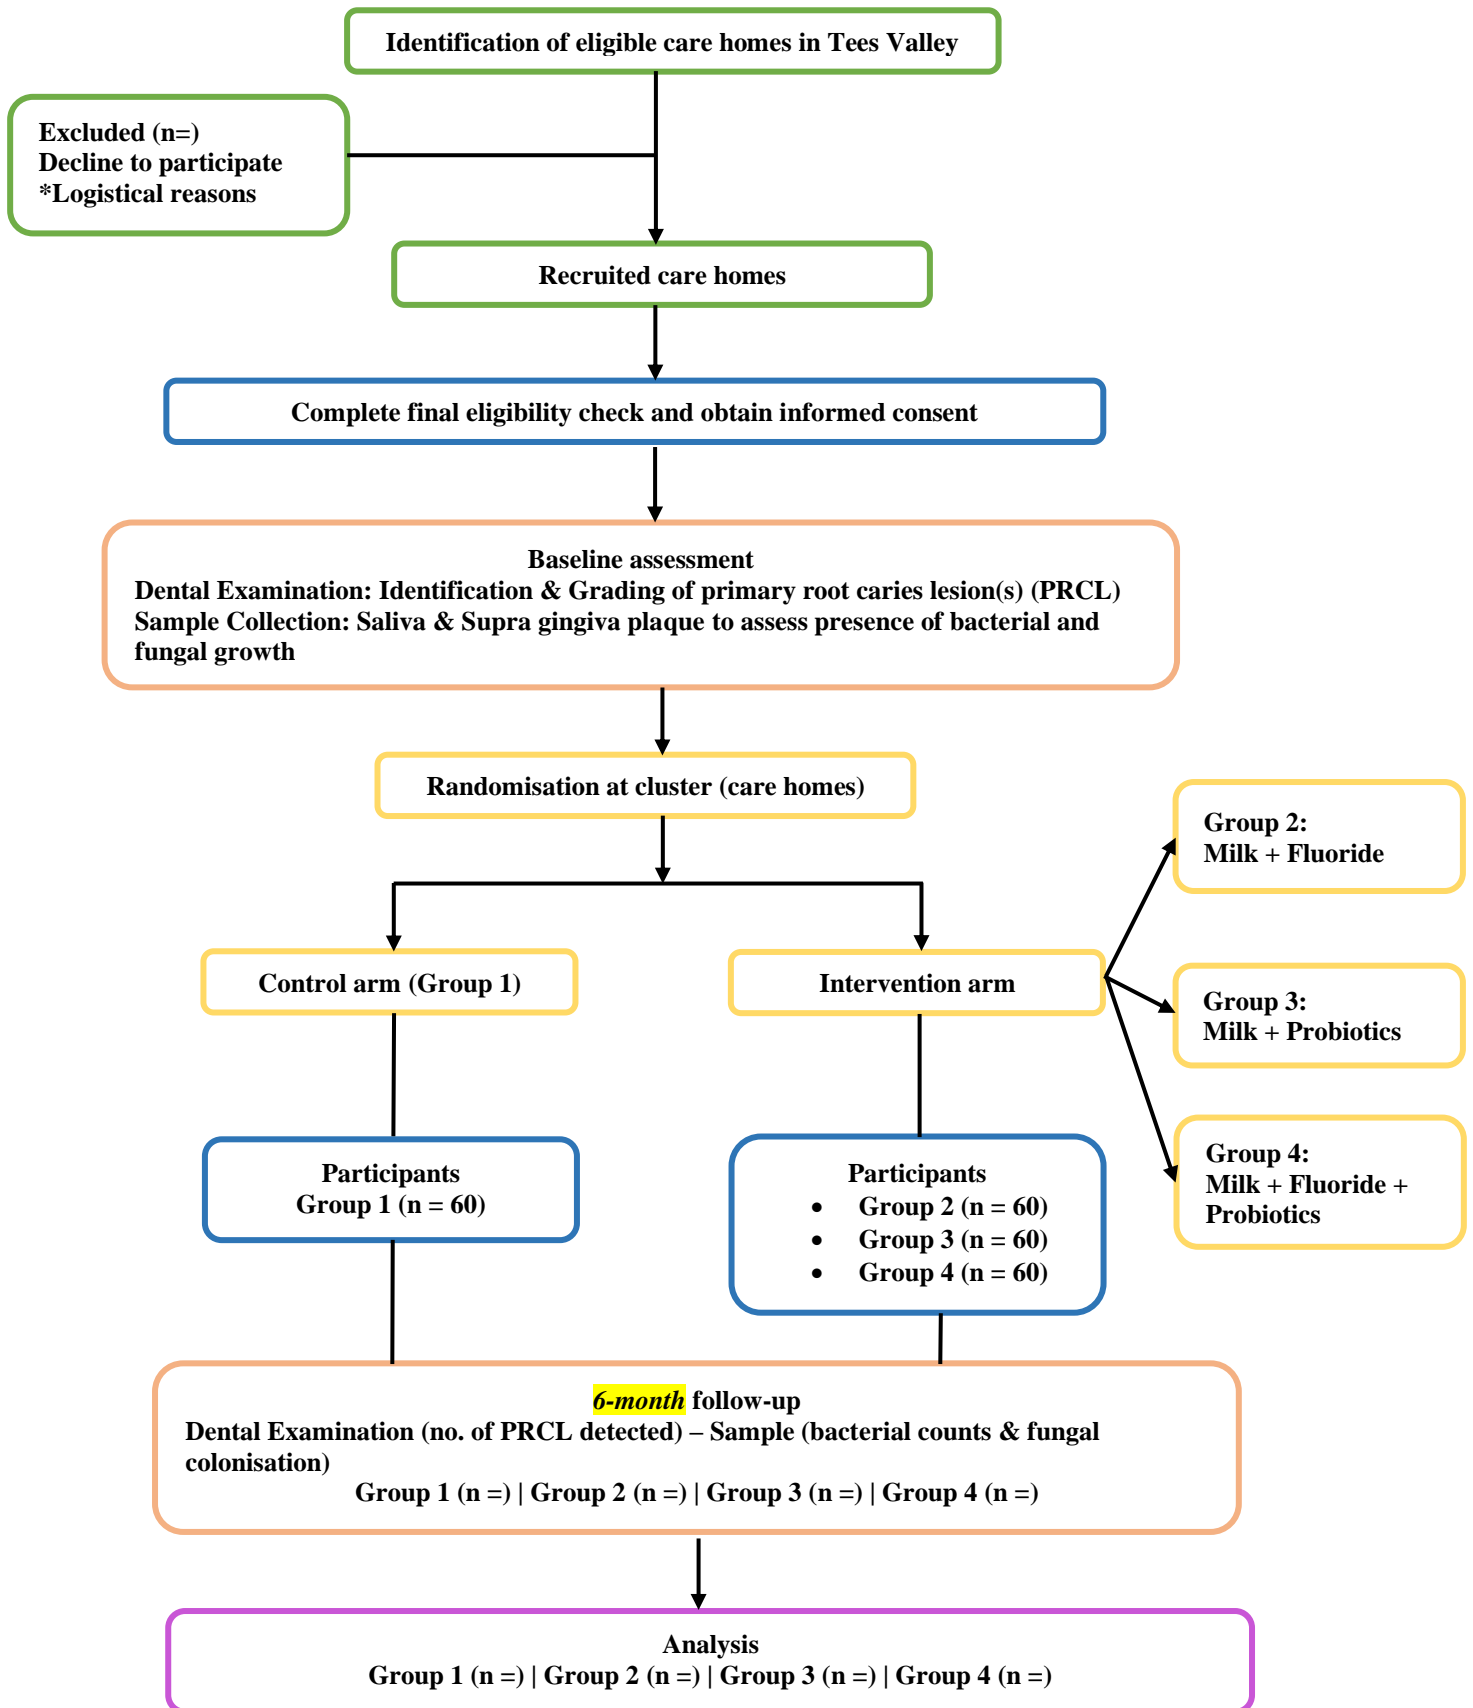 Identification of eligible care homes in Tees Valley
Excluded (n=)
Decline to participate
*Logistical reasons
Recruited care homes
Complete final eligibility check and obtain informed consent
Baseline assessment
Dental Examination: Identification & Grading of primary root caries lesion(s) (PRCL)
Sample Collection: Saliva & Supra gingiva plaque to assess presence of bacterial and
fungal growth
Randomisation at cluster (care homes)
Group 2:
Milk + Fluoride
Control arm (Group 1)
Intervention arm
Group 3:
Milk + Probiotics
Group 4:
Milk + Fluoride +
Probiotics
Participants
Group 1 (n = 60)
Participants
• Group 2 (n = 60)
• Group 3 (n = 60)
• Group 4 (n = 60)
6-month follow-up
Dental Examination (no. of PRCL detected) – Sample (bacterial counts & fungal
colonisation)
Group 1 (n =) | Group 2 (n =) | Group 3 (n =) | Group 4 (n =)
Analysis
Group 1 (n =) | Group 2 (n =) | Group 3 (n =) | Group 4 (n =)